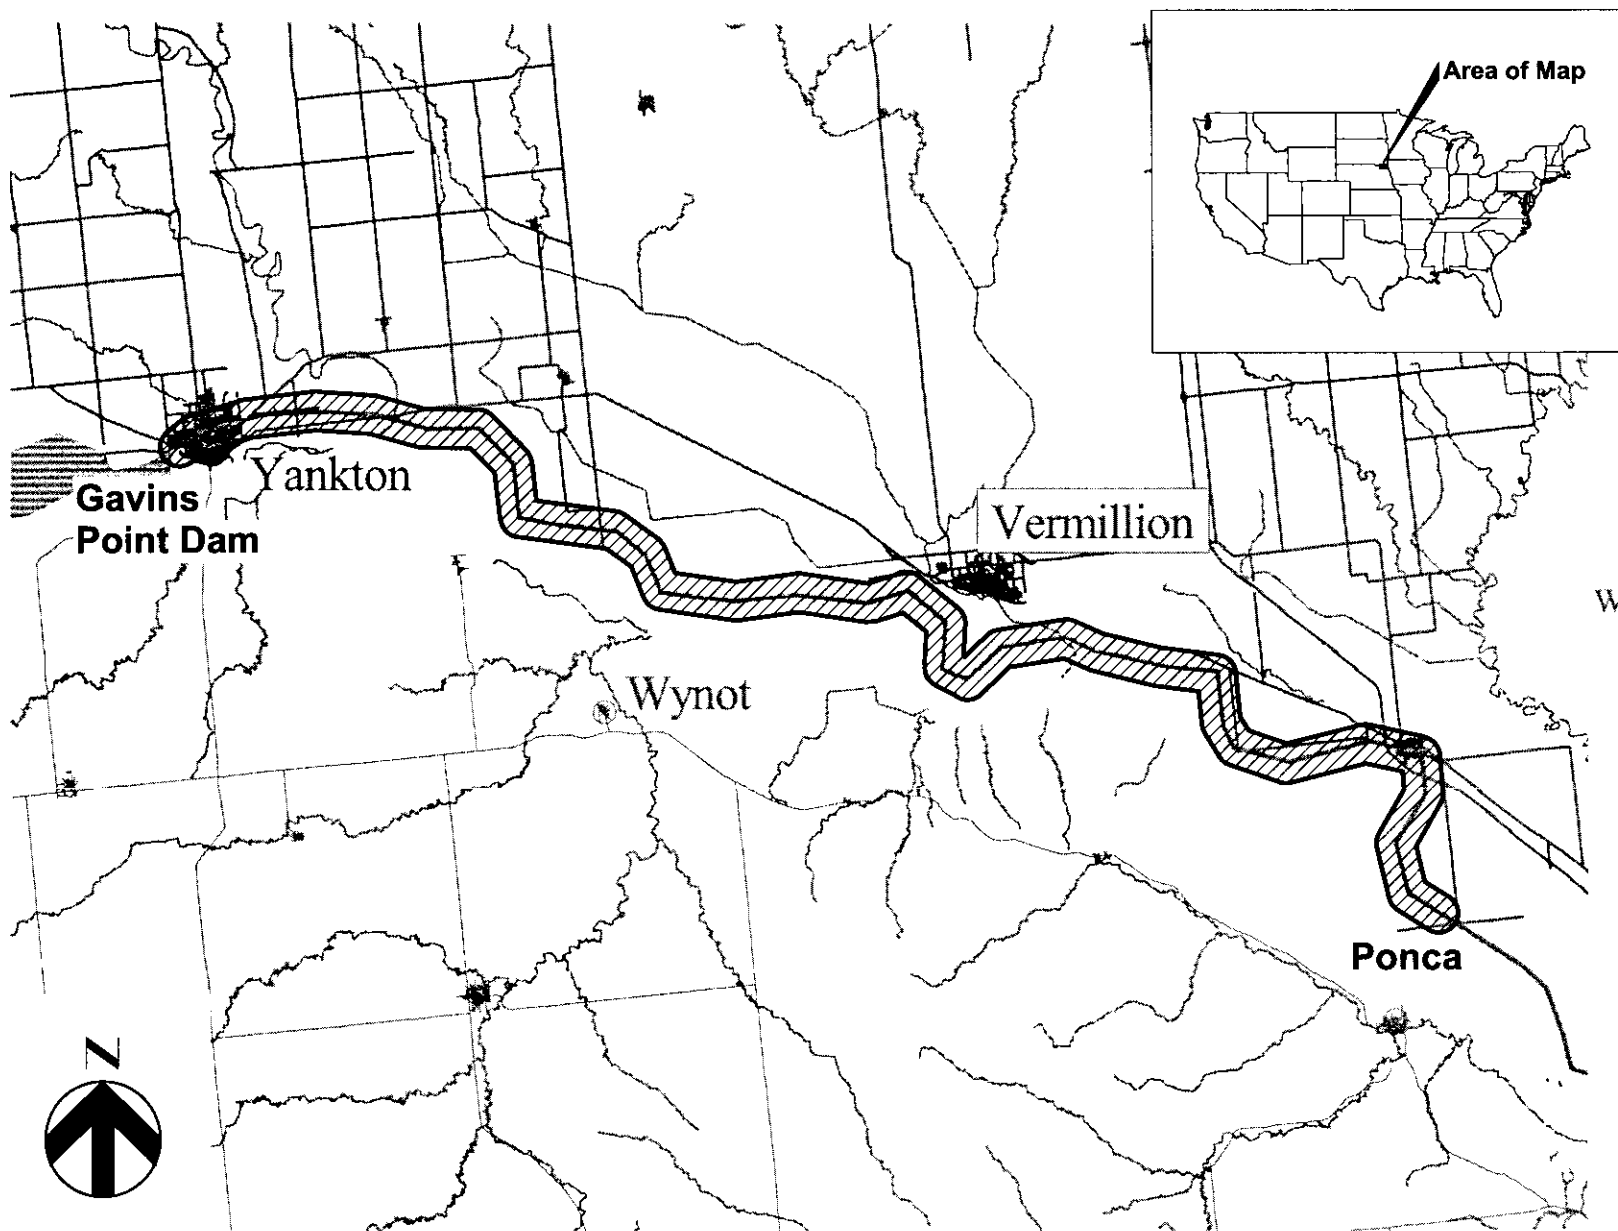 Area of Map
Yankton
Gavins
Point Dam
Vermillion
W
Wynot
Ponca
N